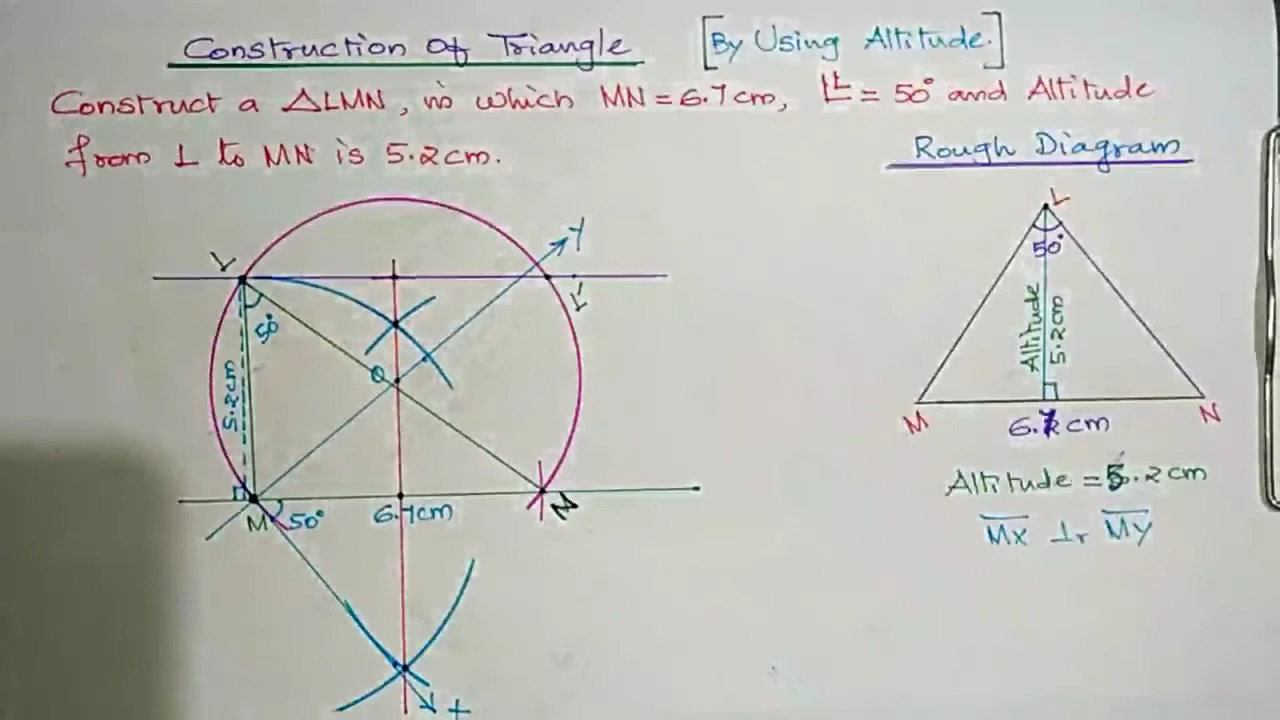 Construction Of Triangle [By Using Altitude.]
Construct a ΔLMN, in which MN = 6.7cm, ∠L = 50° and Altitude
from L to MN is 5.2cm.
Rough Diagram
L
50°
Altitude
5.2cm
M
N
6.7cm
Altitude = 5.2cm
MX ⊥r MY
L
Y
L'
50°
5.2cm
O
M
50°
6.7cm
N
X